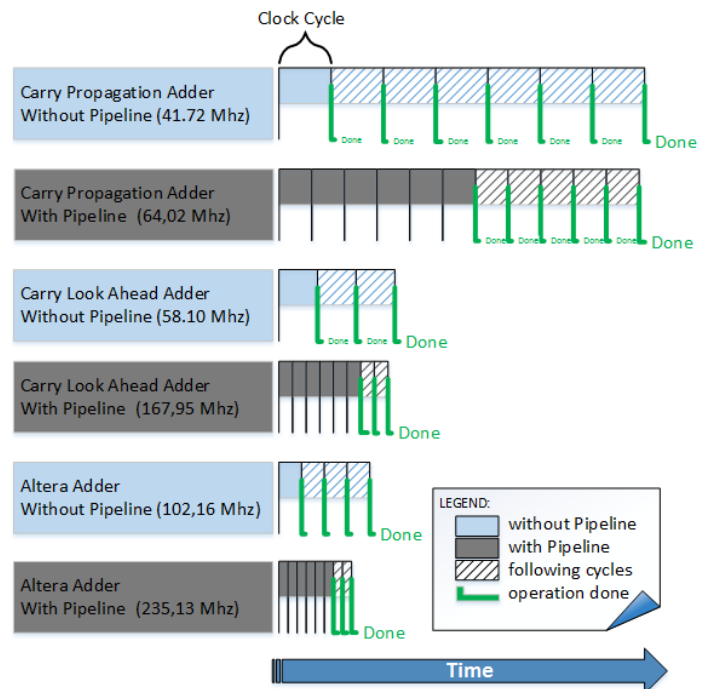 Clock Cycle
Carry Propagation Adder
Without Pipeline (41.72 Mhz)
Done Done Done Done Done Done Done
Carry Propagation Adder
With Pipeline (64,02 Mhz)
Done Done Done Done Done Done
Carry Look Ahead Adder
Without Pipeline (58.10 Mhz)
Done Done Done
Carry Look Ahead Adder
With Pipeline (167,95 Mhz)
Done
Altera Adder
Without Pipeline (102,16 Mhz)
Done
Altera Adder
With Pipeline (235,13 Mhz)
Done
LEGEND:
without Pipeline
with Pipeline
following cycles
operation done
Time